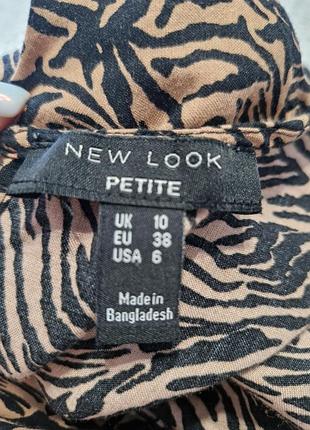 NEW LOOK
PETITE
UK 10
EU 38
USA 6
Made in
Bangladesh